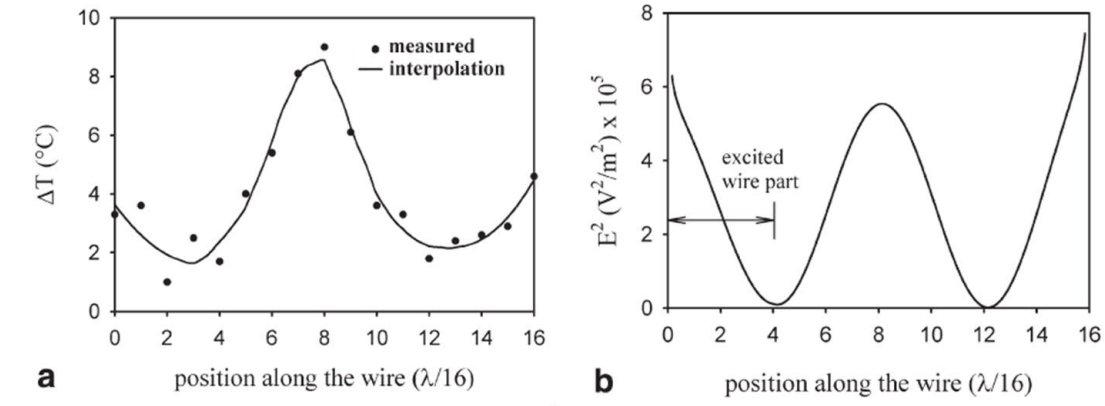 10
8
6
4
2
0
ΔT (°C)
measured
interpolation
0 2 4 6 8 10 12 14 16
position along the wire (λ/16)
a
8
6
4
2
0
E² (V²/m²) x 10⁵
excited
wire part
0 2 4 6 8 10 12 14 16
position along the wire (λ/16)
b